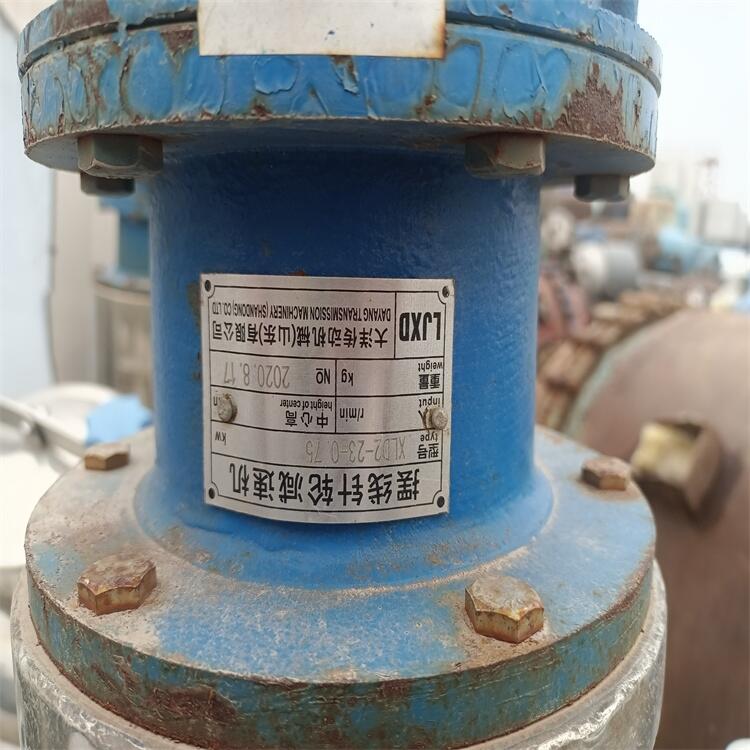 摆线针轮减速机
型号 type XLD2-23-0.75 kw
input r/min 中心高 height of center
重量 weight kg NO 2020.8.17
LJXD 大洋传动机械(山东)有限公司
DAYANG TRANSMISSION MACHINERY (SHANDONG) CO.,LTD